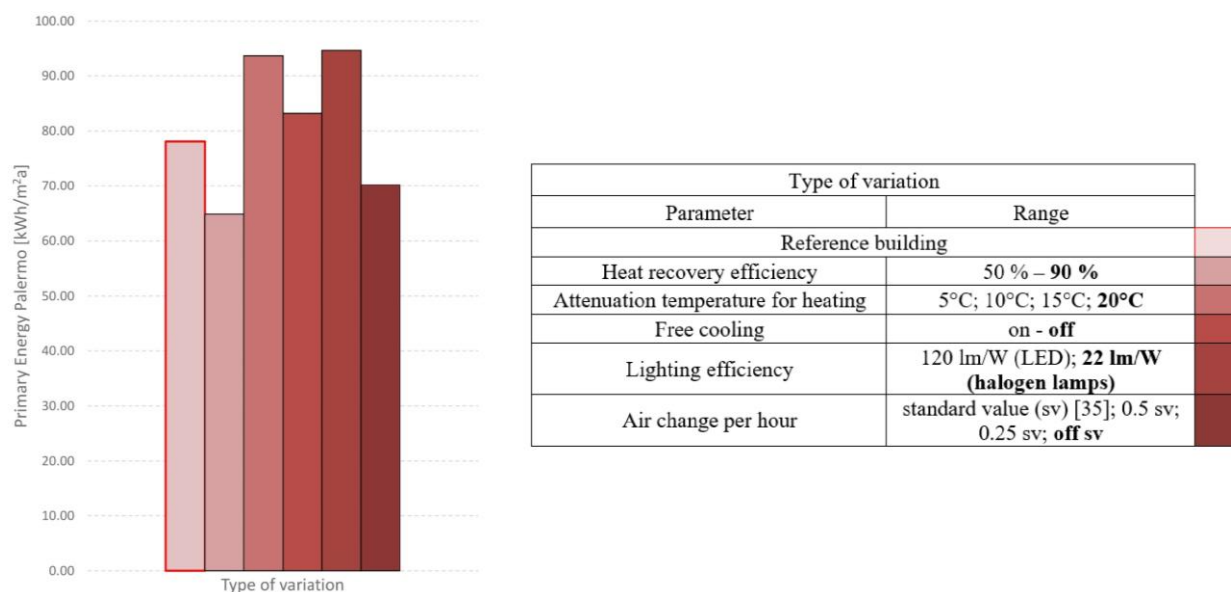 100.00
90.00
80.00
70.00
60.00
50.00
40.00
30.00
20.00
10.00
0.00
Primary Energy Palermo [kWh/m²a]
Type of variation
Type of variation
Parameter Range
Reference building
Heat recovery efficiency 50 % – 90 %
Attenuation temperature for heating 5°C; 10°C; 15°C; 20°C
Free cooling on - off
Lighting efficiency 120 lm/W (LED); 22 lm/W
(halogen lamps)
Air change per hour standard value (sv) [35]; 0.5 sv;
0.25 sv; off sv